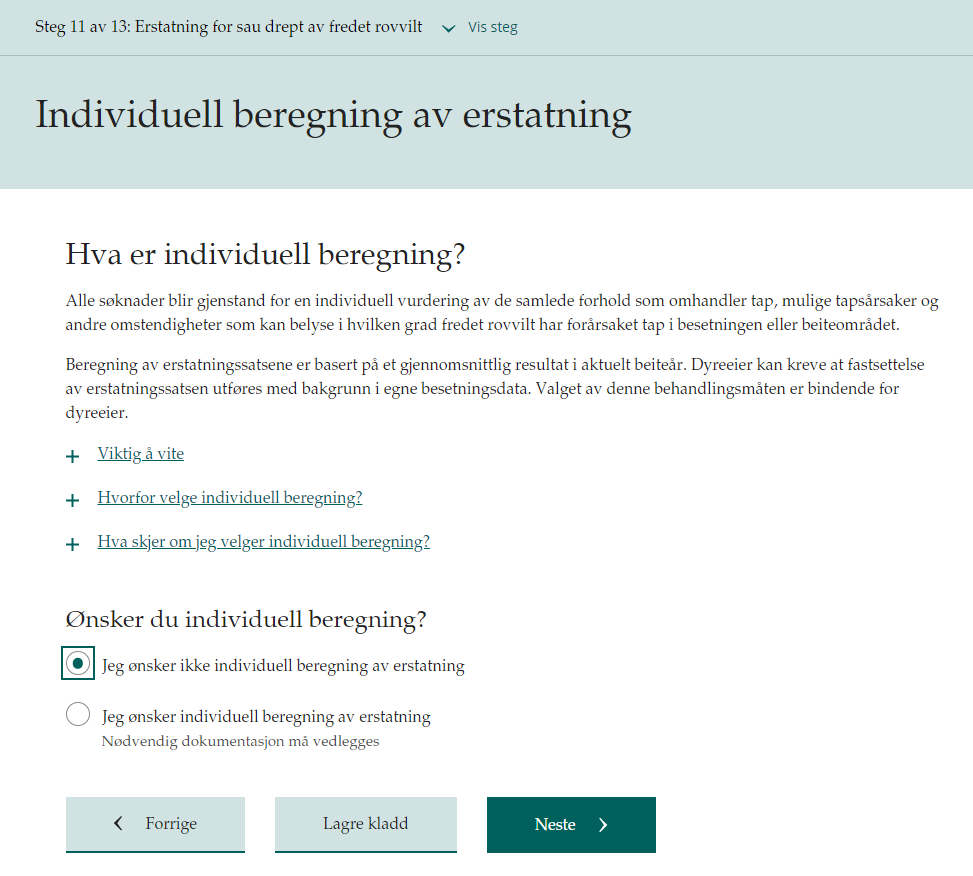 Steg 11 av 13: Erstatning for sau drept av fredet rovvilt Vis steg
Individuell beregning av erstatning
Hva er individuell beregning?
Alle søknader blir gjenstand for en individuell vurdering av de samlede forhold som omhandler tap, mulige tapsårsaker og
andre omstendigheter som kan belyse i hvilken grad fredet rovvilt har forårsaket tap i besetningen eller beiteområdet.
Beregning av erstatningssatsene er basert på et gjennomsnittlig resultat i aktuelt beiteår. Dyreeier kan kreve at fastsettelse
av erstatningssatsen utføres med bakgrunn i egne besetningsdata. Valget av denne behandlingsmåten er bindende for
dyreeier.
Viktig å vite
Hvorfor velge individuell beregning?
Hva skjer om jeg velger individuell beregning?
Ønsker du individuell beregning?
Jeg ønsker ikke individuell beregning av erstatning
Jeg ønsker individuell beregning av erstatning
Nødvendig dokumentasjon må vedlegges
Forrige Lagre kladd Neste